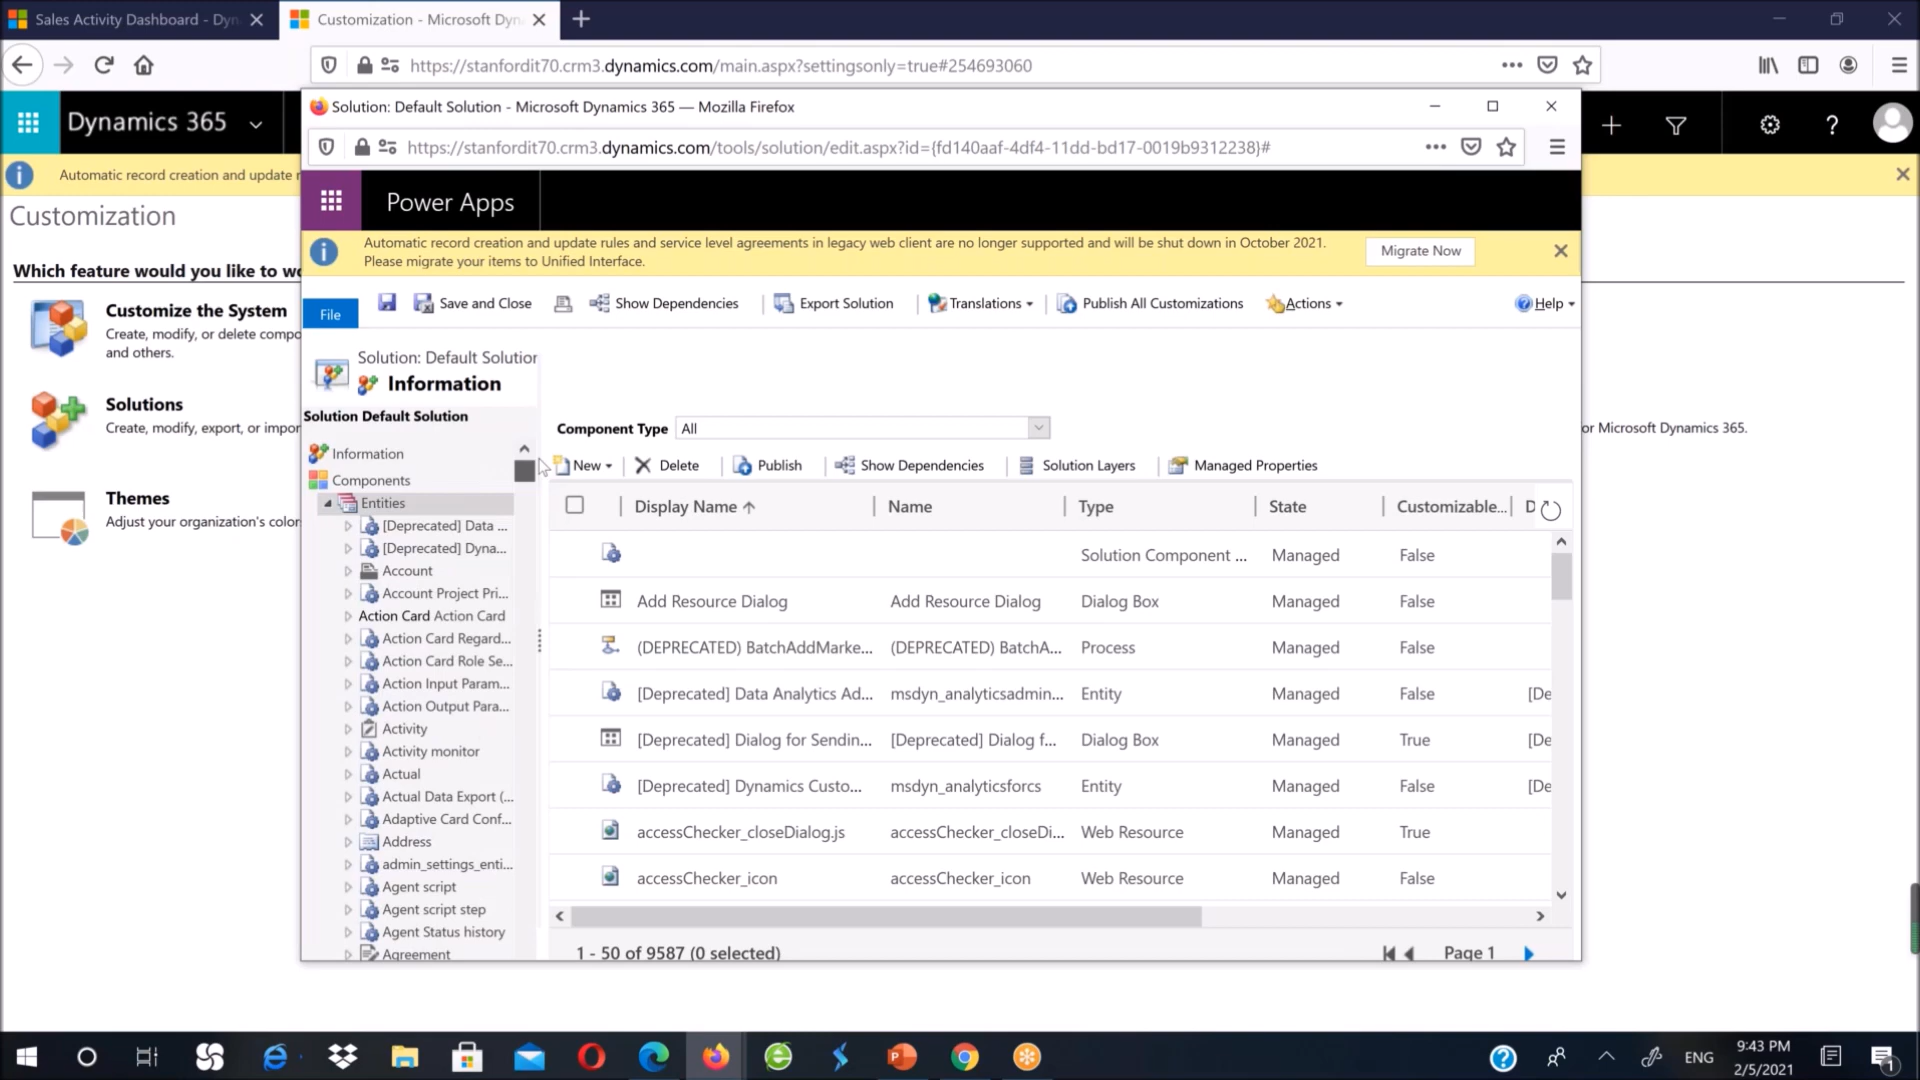 Sales Activity Dashboard - Dyn
Customization - Microsoft Dyn
https://stanfordit70.crm3.dynamics.com/main.aspx?settingsonly=true#254693060
Dynamics 365
Automatic record creation and update r
Customization
Which feature would you like to wo
Customize the System
Create, modify, or delete compo
and others.
Solutions
Create, modify, export, or impor
or Microsoft Dynamics 365.
Themes
Adjust your organization's color
Solution: Default Solution - Microsoft Dynamics 365 — Mozilla Firefox
https://stanfordit70.crm3.dynamics.com/tools/solution/edit.aspx?id={fd140aaf-4df4-11dd-bd17-0019b9312238}#
Power Apps
Automatic record creation and update rules and service level agreements in legacy web client are no longer supported and will be shut down in October 2021.
Please migrate your items to Unified Interface.
Migrate Now
File
Save and Close
Show Dependencies
Export Solution
Translations
Publish All Customizations
Actions
Help
Solution: Default Solution
Information
Solution Default Solution
Information
Components
Entities
[Deprecated] Data ...
[Deprecated] Dyna...
Account
Account Project Pri...
Action Card Action Card
Action Card Regard...
Action Card Role Se...
Action Input Param...
Action Output Para...
Activity
Activity monitor
Actual
Actual Data Export (...
Adaptive Card Conf...
Address
admin_settings_enti...
Agent script
Agent script step
Agent Status history
Agreement
Component Type All
New Delete Publish Show Dependencies Solution Layers Managed Properties
Display Name Name Type State Customizable... D
Solution Component ... Managed False
Add Resource Dialog Add Resource Dialog Dialog Box Managed False
(DEPRECATED) BatchAddMarke... (DEPRECATED) BatchA... Process Managed False
[Deprecated] Data Analytics Ad... msdyn_analyticsadmin... Entity Managed False [De
[Deprecated] Dialog for Sendin... [Deprecated] Dialog f... Dialog Box Managed True [De
[Deprecated] Dynamics Custo... msdyn_analyticsforcs Entity Managed False [De
accessChecker_closeDialog.js accessChecker_closeDi... Web Resource Managed True
accessChecker_icon accessChecker_icon Web Resource Managed False
1 - 50 of 9587 (0 selected)
Page 1
ENG
9:43 PM
2/5/2021
1